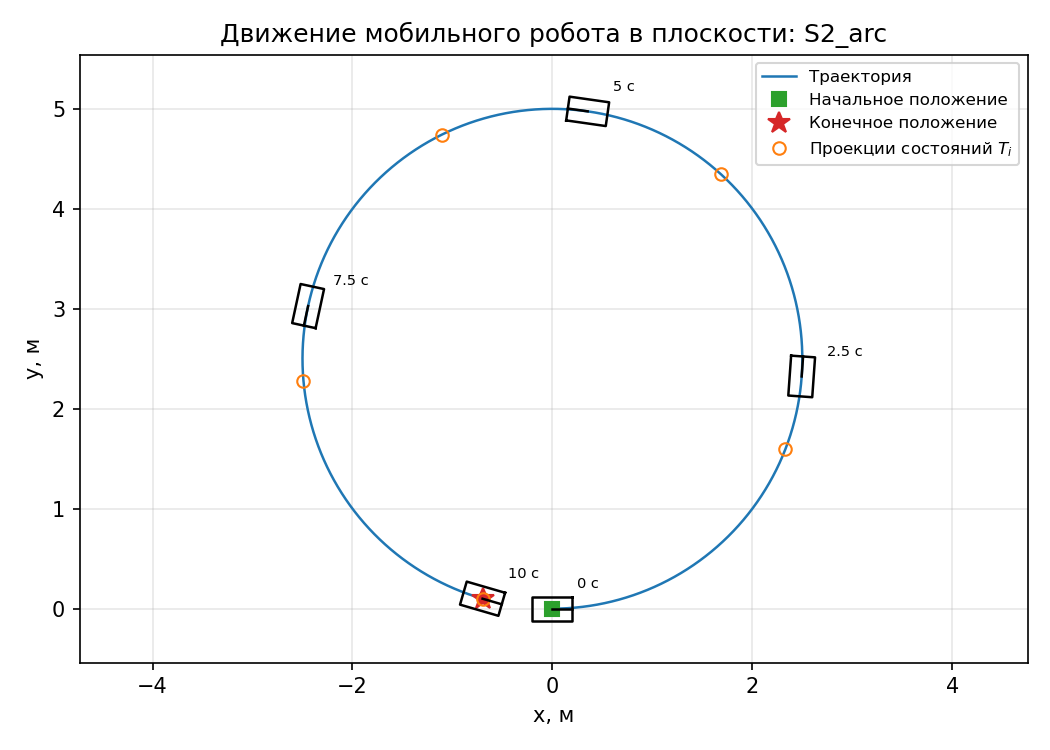 Движение мобильного робота в плоскости: S2_arc
Траектория
Начальное положение
Конечное положение
Проекции состояний Tᵢ
5 с
7.5 с
2.5 с
10 с
0 с
5
4
3
2
1
0
y, м
−4
−2
0
2
4
x, м